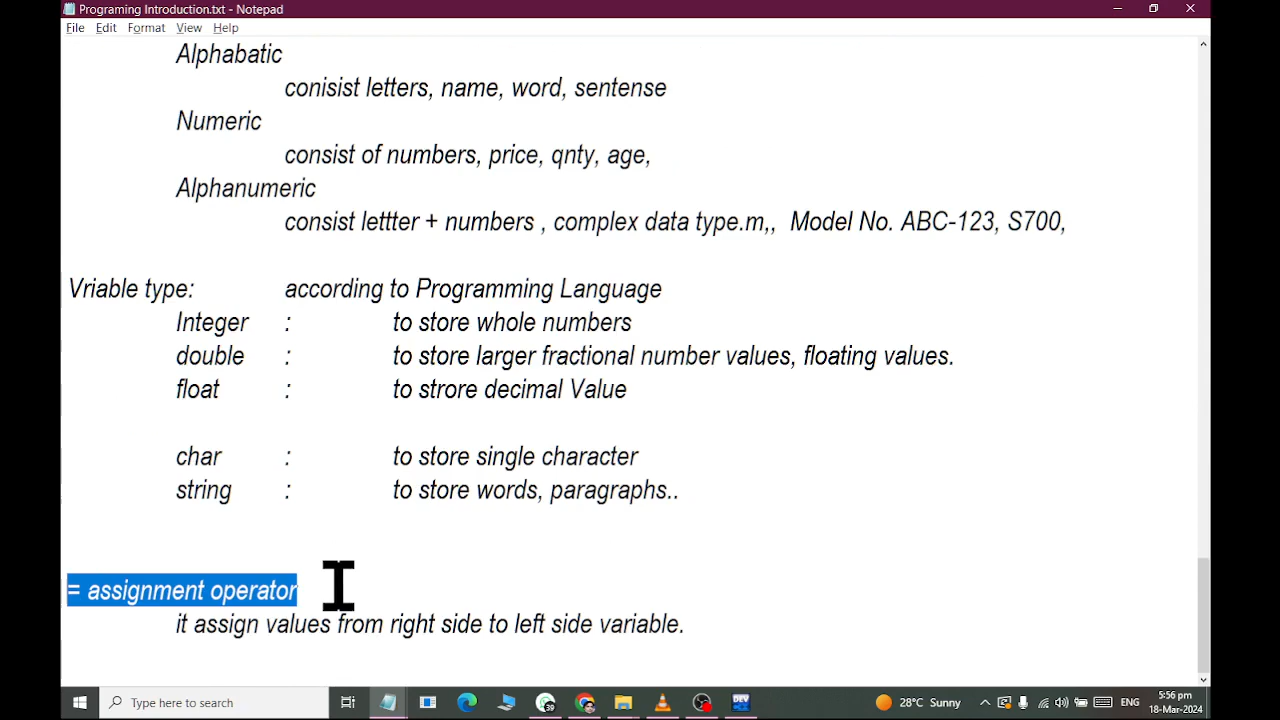 Programing Introduction.txt - Notepad
File Edit Format View Help
Alphabatic
conisist letters, name, word, sentense
Numeric
consist of numbers, price, qnty, age,
Alphanumeric
consist lettter + numbers , complex data type.m,, Model No. ABC-123, S700,
Vriable type: according to Programming Language
Integer : to store whole numbers
double : to store larger fractional number values, floating values.
float : to strore decimal Value
char : to store single character
string : to store words, paragraphs..
= assignment operator
it assign values from right side to left side variable.
Type here to search
39
DEV
28°C Sunny
ENG
5:56 pm
18-Mar-2024